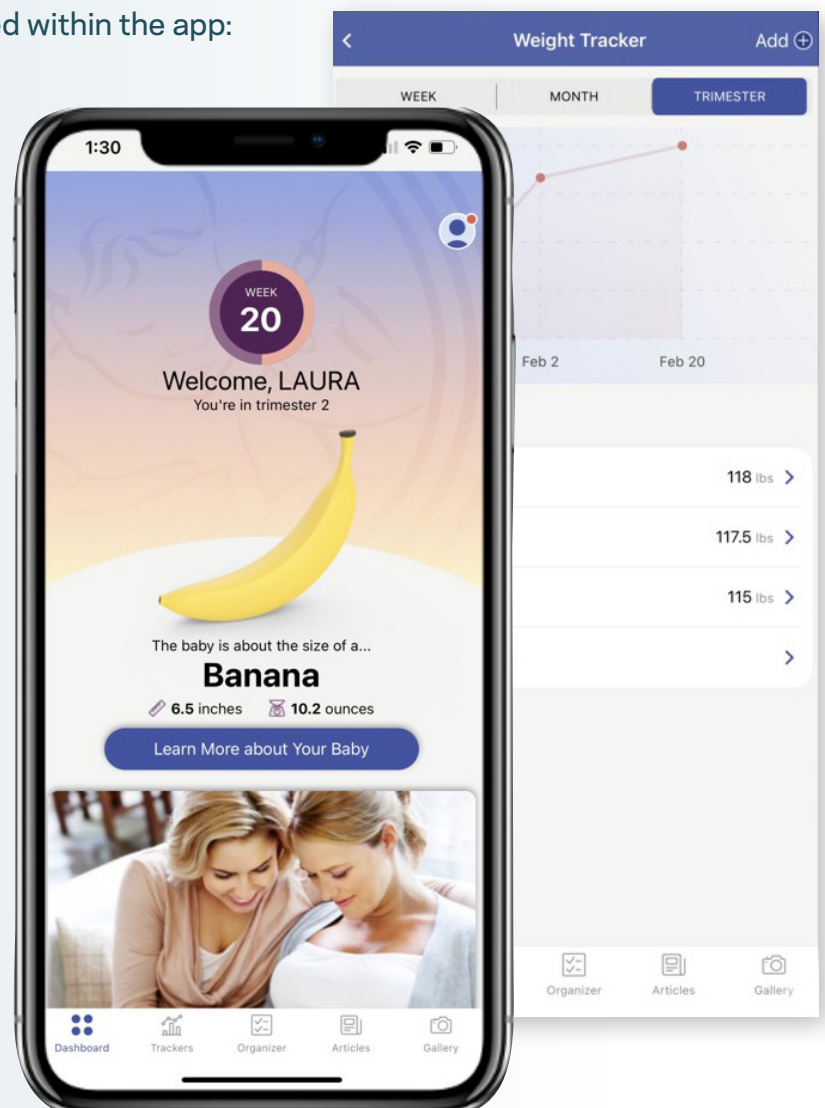 ed within the app:
Weight Tracker
Add
WEEK
MONTH
TRIMESTER
Feb 2
Feb 20
118 lbs
117.5 lbs
115 lbs
Organizer
Articles
Gallery
1:30
WEEK
20
Welcome, LAURA
You're in trimester 2
The baby is about the size of a...
Banana
6.5 inches 10.2 ounces
Learn More about Your Baby
Dashboard
Trackers
Organizer
Articles
Gallery